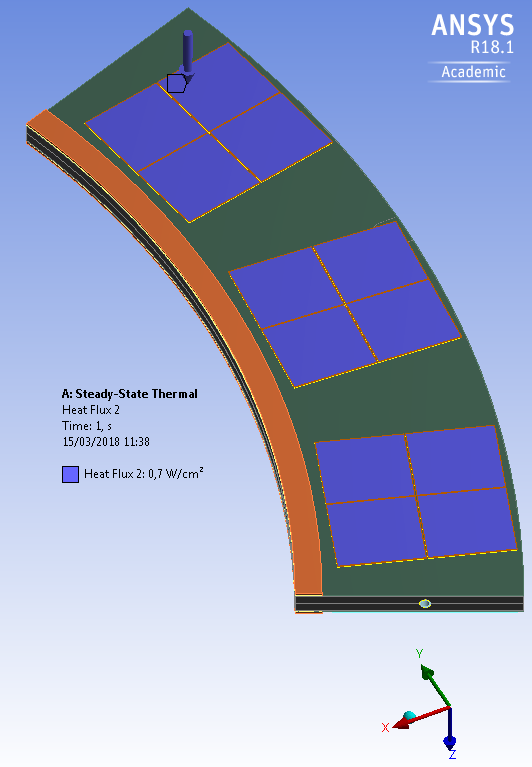 ANSYS
R18.1
Academic
A: Steady-State Thermal
Heat Flux 2
Time: 1, s
15/03/2018 11:38
Heat Flux 2: 0,7 W/cm²
Y
X
Z